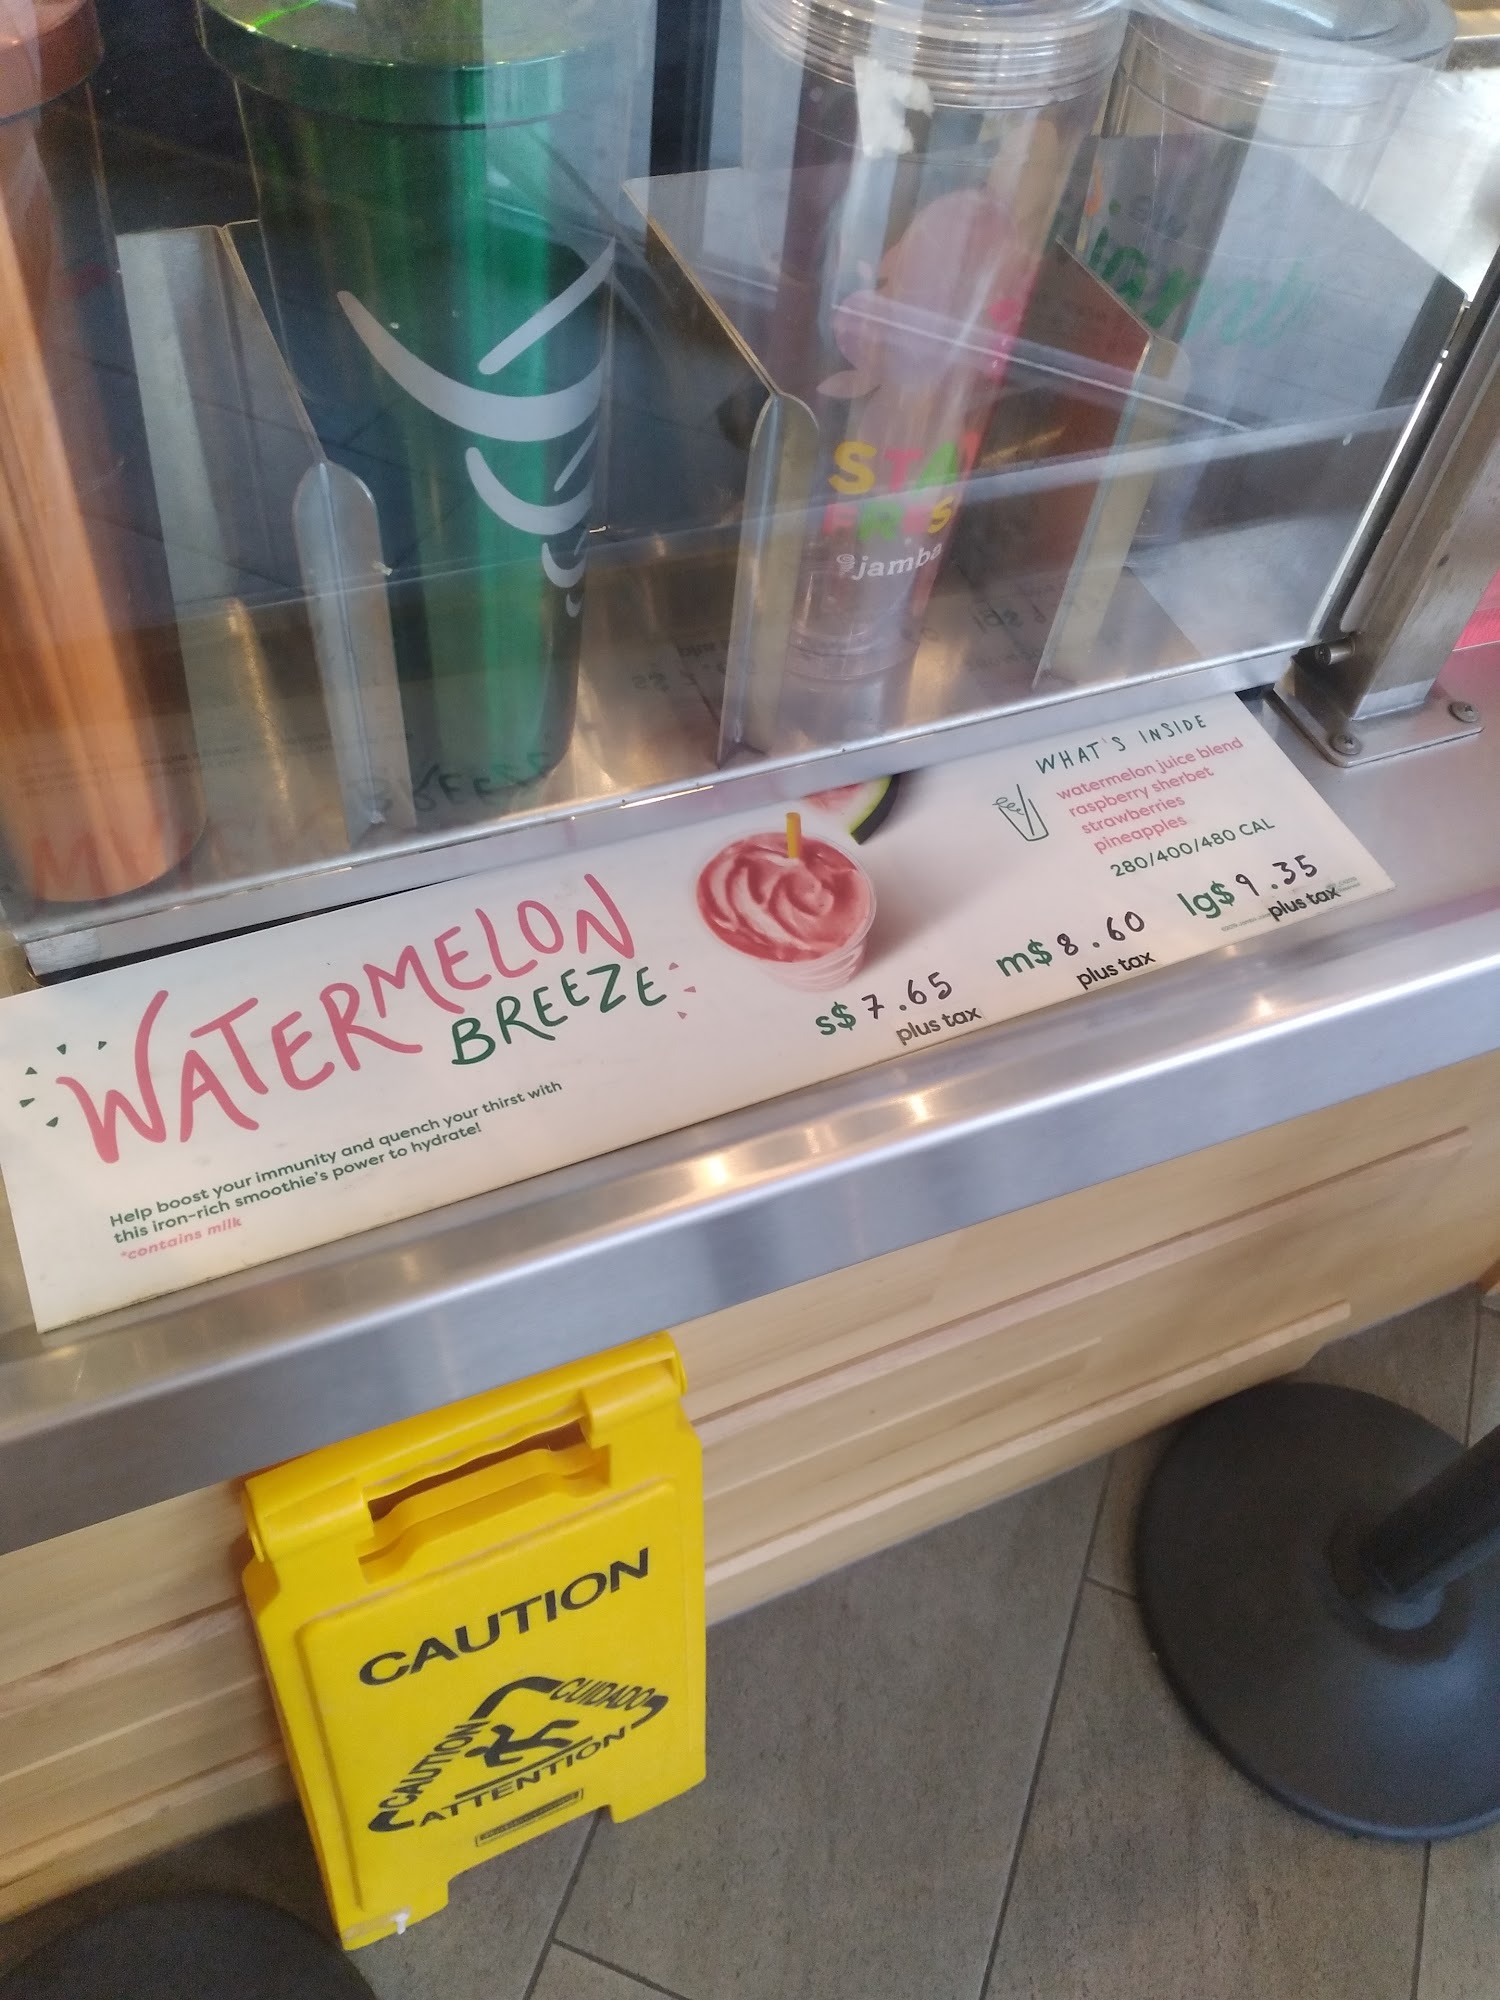 STAY
FRES
jamba
WHAT'S INSIDE
watermelon juice blend
raspberry sherbet
strawberries
pineapples
280/400/480 CAL
WATERMELON
BREEZE
s$ 7.65
plus tax
m$ 8.60
plus tax
lg$ 9.35
plus tax
Help boost your immunity and quench your thirst with
this iron-rich smoothie's power to hydrate!
*contains milk
CAUTION
CAUTION
CUIDADO
ATTENTION